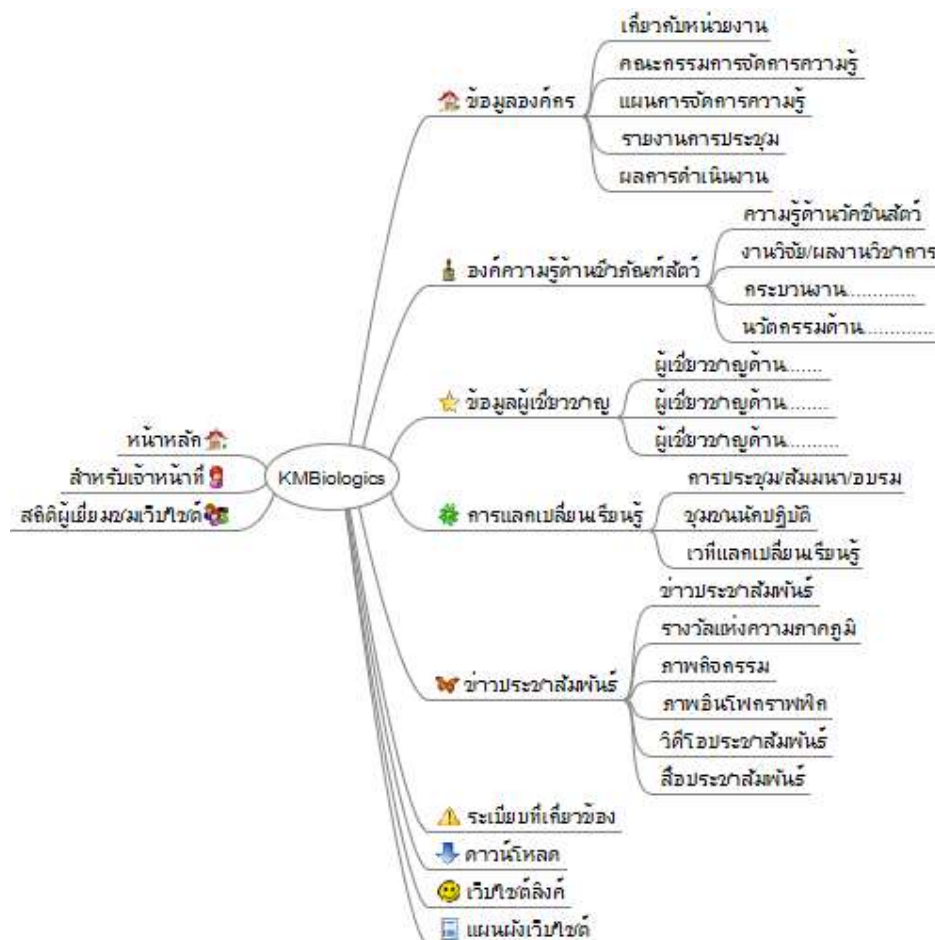 เกี่ยวกับหน่วยงาน
คณะกรรมการจัดการความรู้
ข้อมูลองค์กร
แผนการจัดการความรู้
รายงานการประชุม
ผลการดำเนินงาน
ความรู้ด้านวัคซีนสัตว์
งานวิจัย/ผลงานวิชาการ
องค์ความรู้ด้านชีวภัณฑ์สัตว์
กระบวนงาน.............
นวัตกรรมด้าน.............
ผู้เชี่ยวชาญด้าน.......
ข้อมูลผู้เชี่ยวชาญ
ผู้เชี่ยวชาญด้าน........
ผู้เชี่ยวชาญด้าน..........
หน้าหลัก
สำหรับเจ้าหน้าที่
KMBiologics
สถิติผู้เยี่ยมชมเว็บไซต์
การประชุม/สัมมนา/อบรม
การแลกเปลี่ยนเรียนรู้
ชุมชนนักปฏิบัติ
เวทีแลกเปลี่ยนเรียนรู้
ข่าวประชาสัมพันธ์
รางวัลแห่งความภาคภูมิ
ภาพกิจกรรม
ข่าวประชาสัมพันธ์
ภาพอินโฟกราฟฟิก
วิดีโอประชาสัมพันธ์
สื่อประชาสัมพันธ์
ระเบียบที่เกี่ยวข้อง
ดาวน์โหลด
เว็บไซต์ลิงค์
แผนผังเว็บไซต์